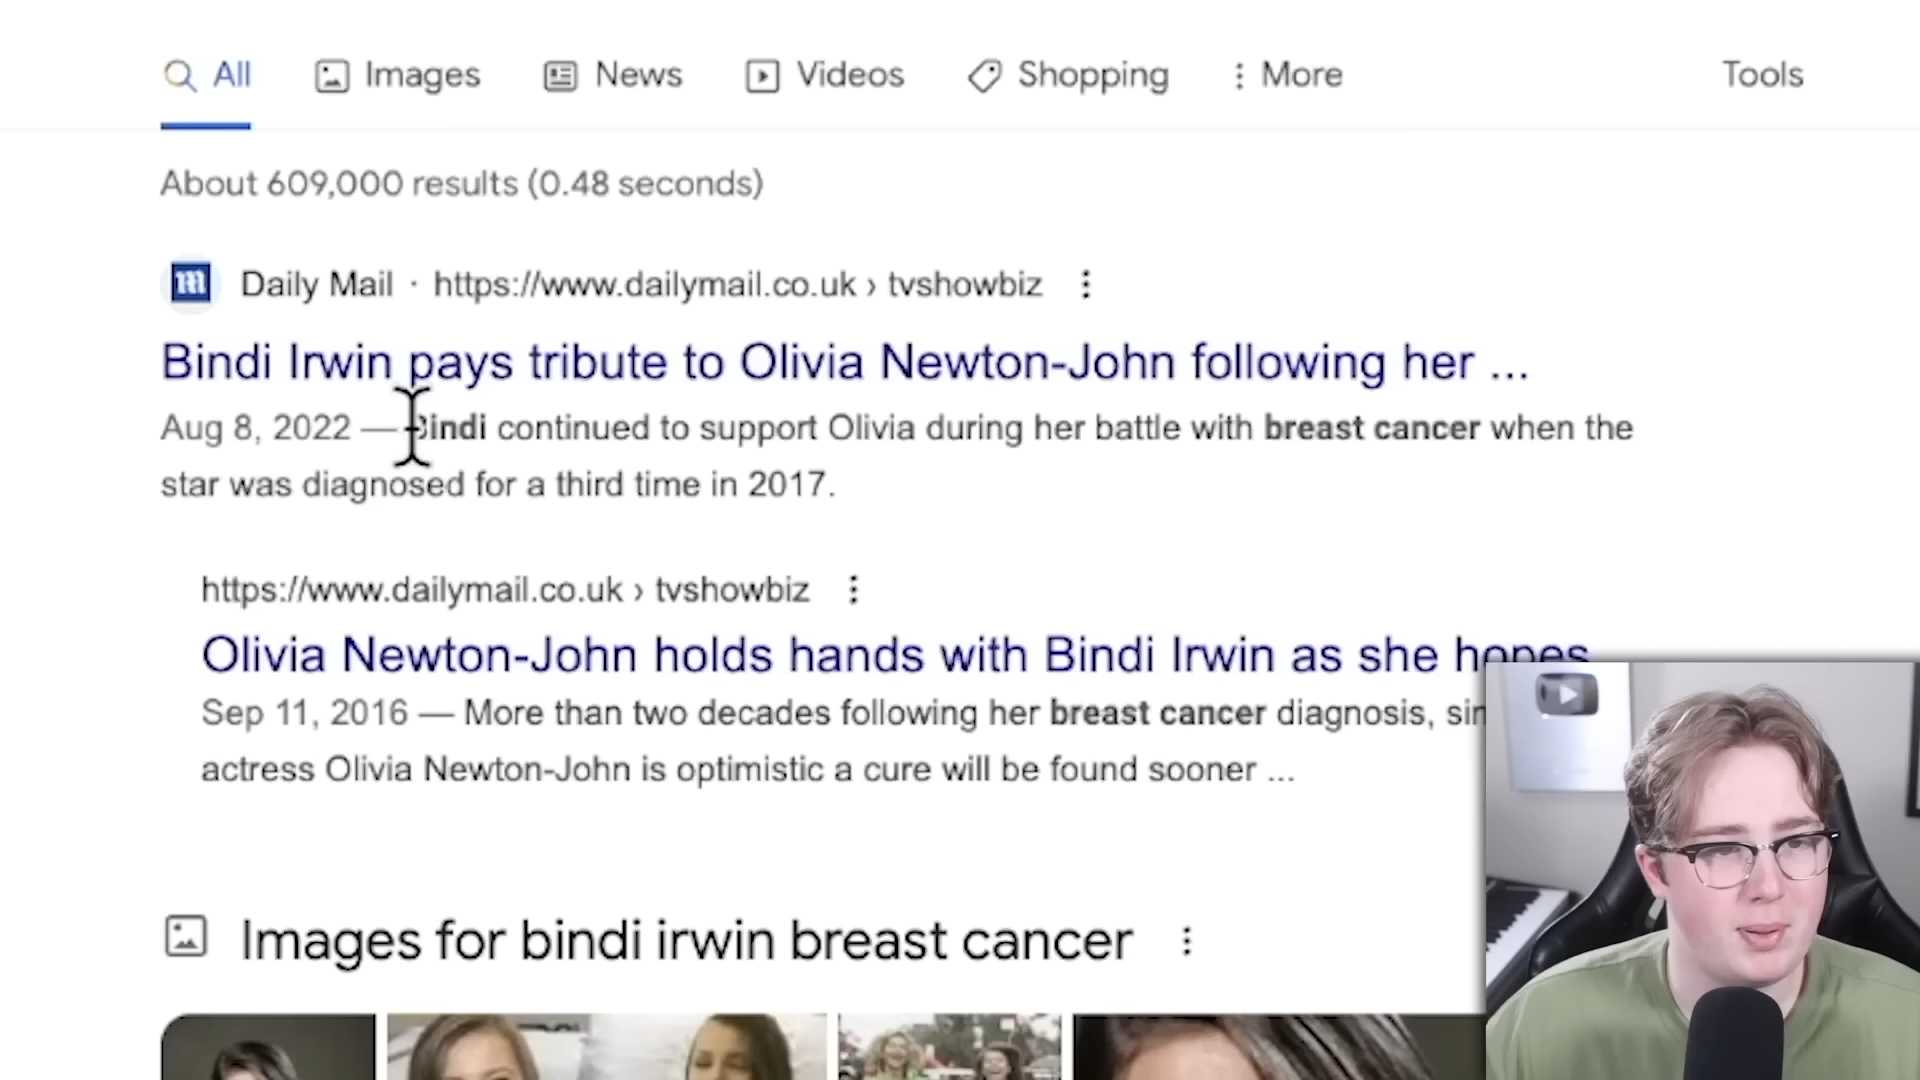 All Images News Videos Shopping More Tools
About 609,000 results (0.48 seconds)
Daily Mail · https://www.dailymail.co.uk › tvshowbiz
Bindi Irwin pays tribute to Olivia Newton-John following her ...
Aug 8, 2022 — Bindi continued to support Olivia during her battle with breast cancer when the
star was diagnosed for a third time in 2017.
https://www.dailymail.co.uk › tvshowbiz
Olivia Newton-John holds hands with Bindi Irwin as she hopes
Sep 11, 2016 — More than two decades following her breast cancer diagnosis,
actress Olivia Newton-John is optimistic a cure will be found sooner ...
Images for bindi irwin breast cancer